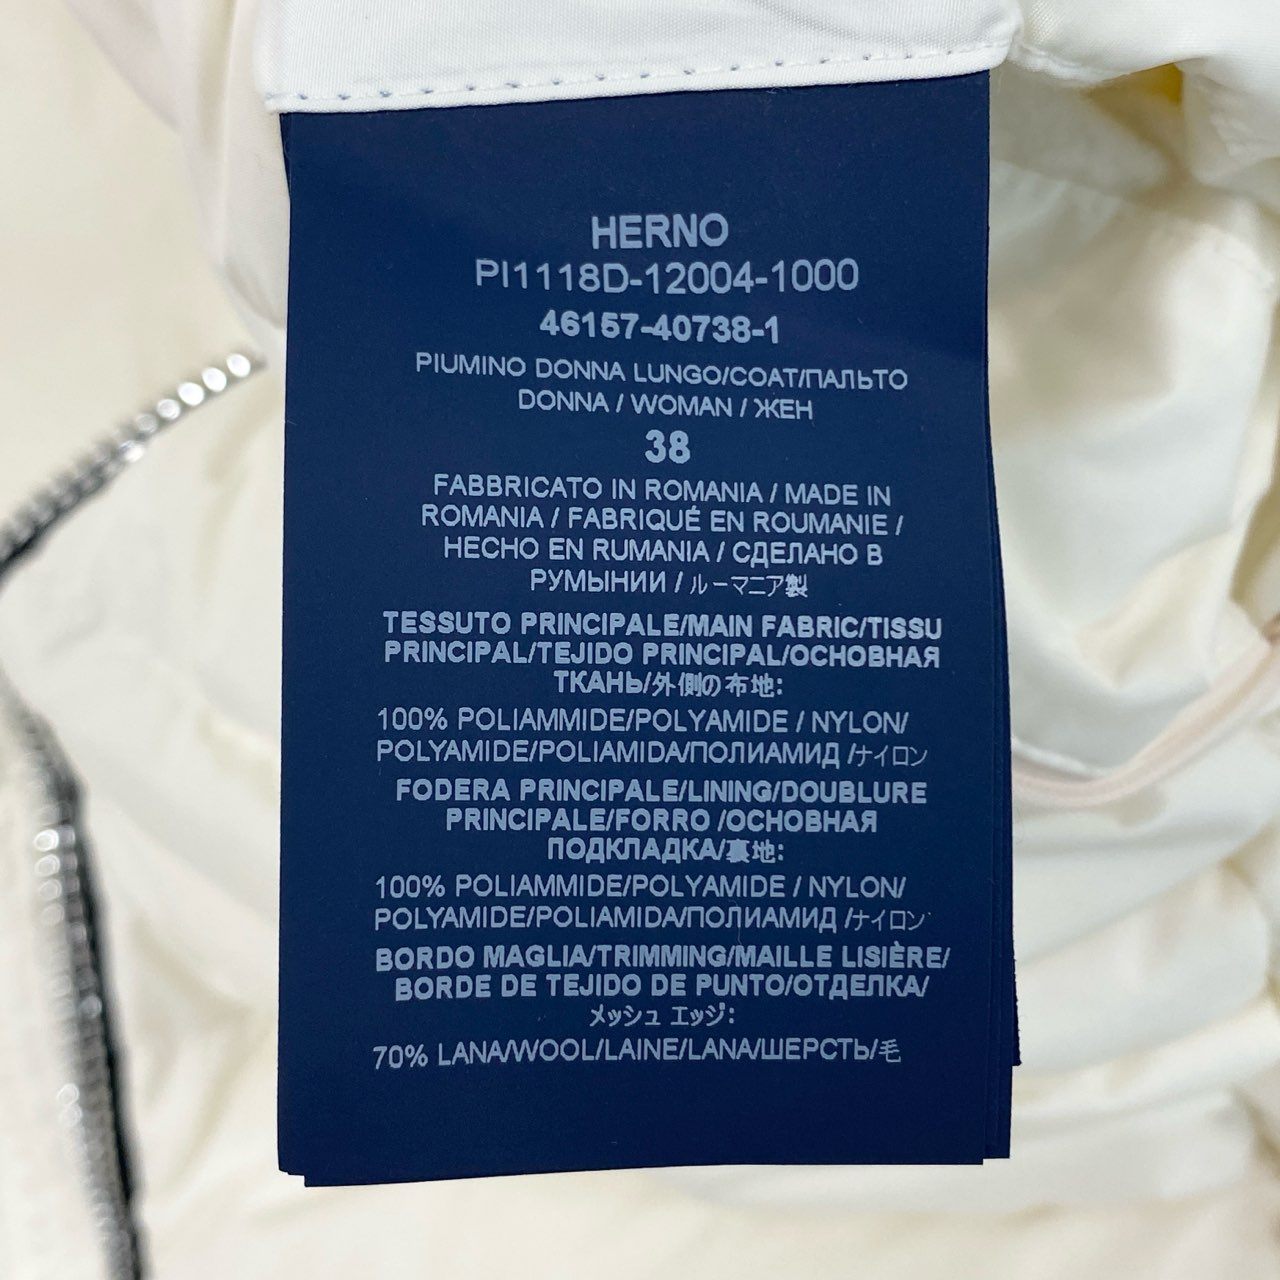 HERNO
PI1118D-12004-1000
46157-40738-1
PIUMINO DONNA LUNGO/COAT/ПАЛЬТО
DONNA / WOMAN / ЖЕН
38
FABBRICATO IN ROMANIA / MADE IN
ROMANIA / FABRIQUÉ EN ROUMANIE /
HECHO EN RUMANIA / СДЕЛАНО В
РУМЫНИИ / ルーマニア製
TESSUTO PRINCIPALE/MAIN FABRIC/TISSU
PRINCIPAL/TEJIDO PRINCIPAL/ОСНОВНАЯ
ТКАНЬ/外側の布地:
100% POLIAMMIDE/POLYAMIDE / NYLON/
POLYAMIDE/POLIAMIDA/ПОЛИАМИД /ナイロン
FODERA PRINCIPALE/LINING/DOUBLURE
PRINCIPALE/FORRO /ОСНОВНАЯ
ПОДКЛАДКА/裏地:
100% POLIAMMIDE/POLYAMIDE / NYLON/
POLYAMIDE/POLIAMIDA/ПОЛИАМИД /ナイロン
BORDO MAGLIA/TRIMMING/MAILLE LISIÈRE/
BORDE DE TEJIDO DE PUNTO/ОТДЕЛКА/
メッシュ エッジ:
70% LANA/WOOL/LAINE/LANA/ШЕРСТЬ/毛